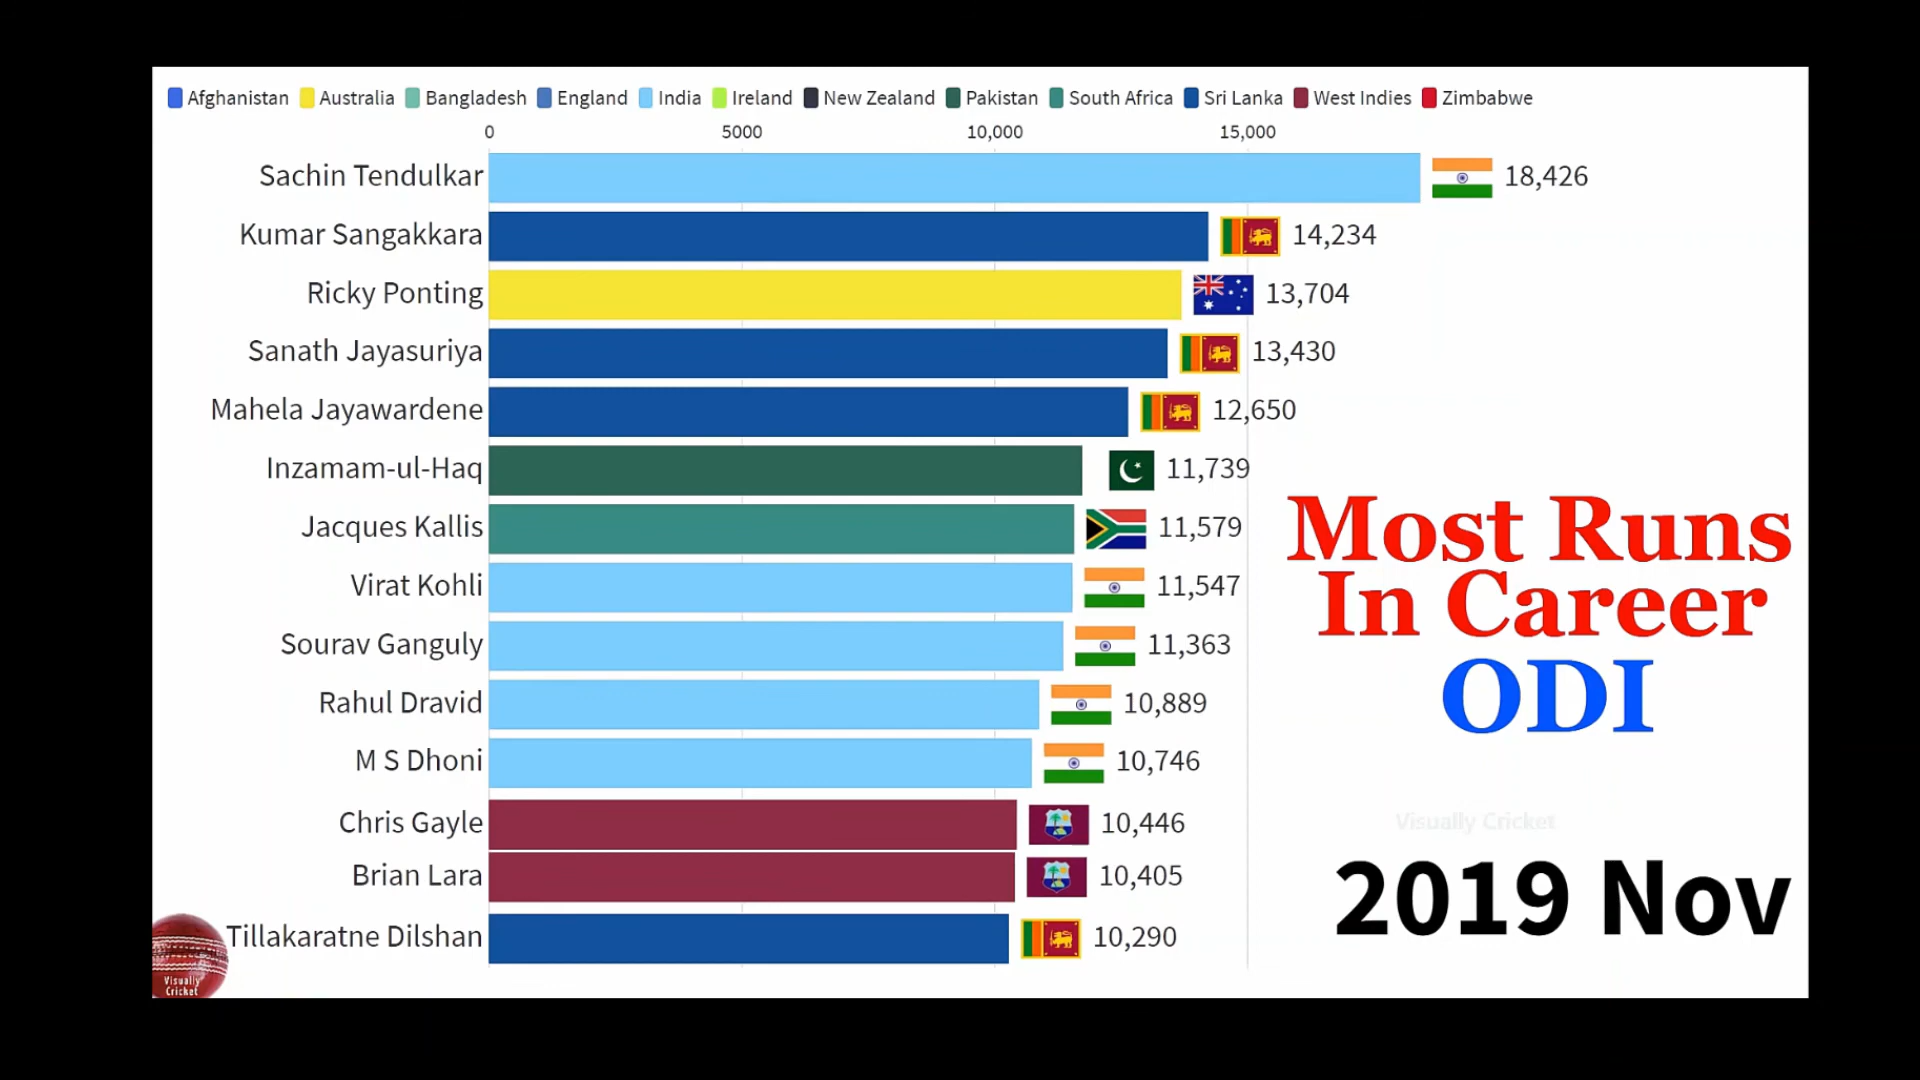 Afghanistan Australia Bangladesh England India Ireland New Zealand Pakistan South Africa Sri Lanka West Indies Zimbabwe
0 5000 10,000 15,000
Sachin Tendulkar 18,426
Kumar Sangakkara 14,234
Ricky Ponting 13,704
Sanath Jayasuriya 13,430
Mahela Jayawardene 12,650
Inzamam-ul-Haq 11,739
Jacques Kallis 11,579
Virat Kohli 11,547
Sourav Ganguly 11,363
Rahul Dravid 10,889
M S Dhoni 10,746
Chris Gayle 10,446
Brian Lara 10,405
Tillakaratne Dilshan 10,290
Most Runs
In Career
ODI
Visually Cricket
2019 Nov
Visually
Cricket